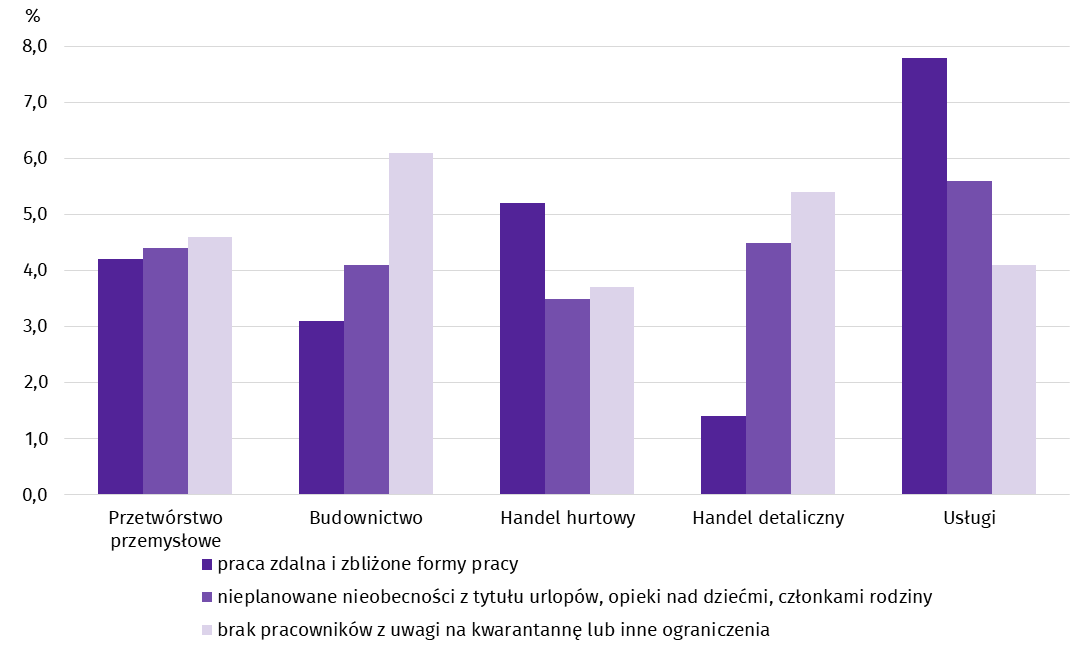 %
8,0
7,0
6,0
5,0
4,0
3,0
2,0
1,0
0,0
Przetwórstwo
przemysłowe
Budownictwo
Handel hurtowy
Handel detaliczny
Usługi
praca zdalna i zbliżone formy pracy
nieplanowane nieobecności z tytułu urlopów, opieki nad dziećmi, członkami rodziny
brak pracowników z uwagi na kwarantannę lub inne ograniczenia